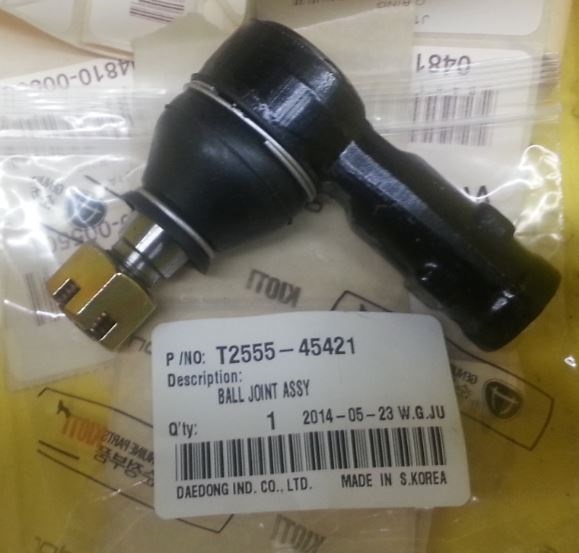 04810-00
0481
KIOTI
KIOTI
P/NO: T2555-45421
Description:
BALL JOINT ASSY
Q'ty: 1 2014-05-23 W.G.JU
DAEDONG IND. CO., LTD. MADE IN S.KOREA